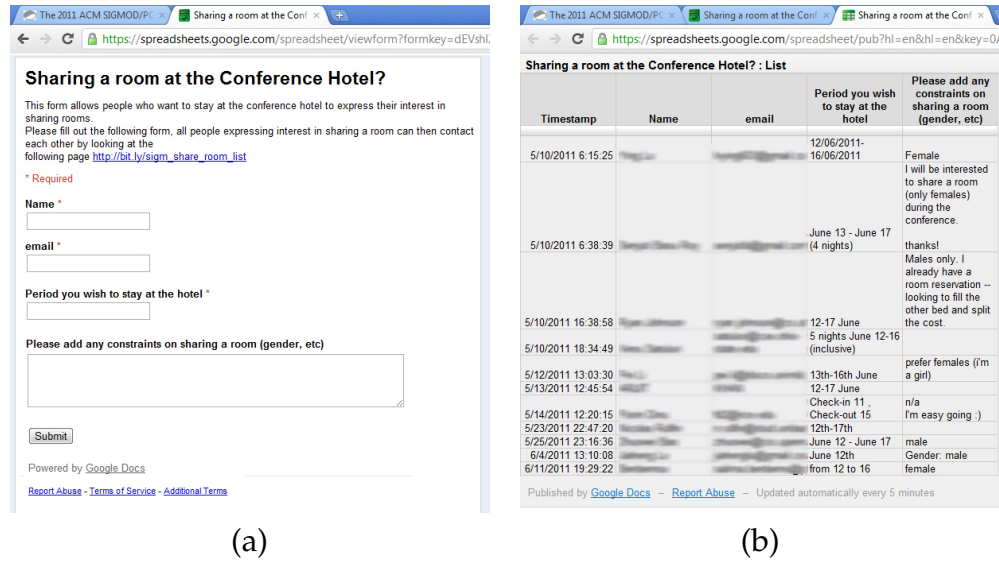 The 2011 ACM SIGMOD/PC
Sharing a room at the Conf
https://spreadsheets.google.com/spreadsheet/viewform?formkey=dEVshl
Sharing a room at the Conference Hotel?
This form allows people who want to stay at the conference hotel to express their interest in
sharing rooms.
Please fill out the following form, all people expressing interest in sharing a room can then contact
each other by looking at the
following page http://bit.ly/sigm_share_room_list
* Required
Name *
email *
Period you wish to stay at the hotel *
Please add any constraints on sharing a room (gender, etc)
Submit
Powered by Google Docs
Report Abuse - Terms of Service - Additional Terms
(a)
The 2011 ACM SIGMOD/PC
Sharing a room at the Conf
Sharing a room at the Conf
https://spreadsheets.google.com/spreadsheet/pub?hl=en&hl=en&key=0A
Sharing a room at the Conference Hotel? : List
Timestamp Name email Period you wish to stay at the hotel Please add any constraints on sharing a room (gender, etc)
5/10/2011 6:15:25 12/06/2011-16/06/2011 Female
5/10/2011 6:38:39 June 13 - June 17 (4 nights) I will be interested to share a room (only females) during the conference. thanks!
5/10/2011 16:38:58 12-17 June Males only. I already have a room reservation -- looking to fill the other bed and split the cost.
5/10/2011 18:34:49 5 nights June 12-16 (inclusive)
5/12/2011 13:03:30 13th-16th June prefer females (i'm a girl)
5/13/2011 12:45:54 12-17 June
5/14/2011 12:20:15 Check-in 11 , Check-out 15 n/a I'm easy going :)
5/23/2011 22:47:20 12th-17th
5/25/2011 23:16:36 June 12 - June 17 male
6/4/2011 13:10:08 June 12th Gender: male
6/11/2011 19:29:22 from 12 to 16 female
Published by Google Docs – Report Abuse – Updated automatically every 5 minutes
(b)